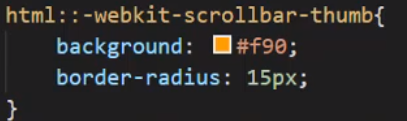 html::-webkit-scrollbar-thumb{
    background: #f90;
    border-radius: 15px;
}